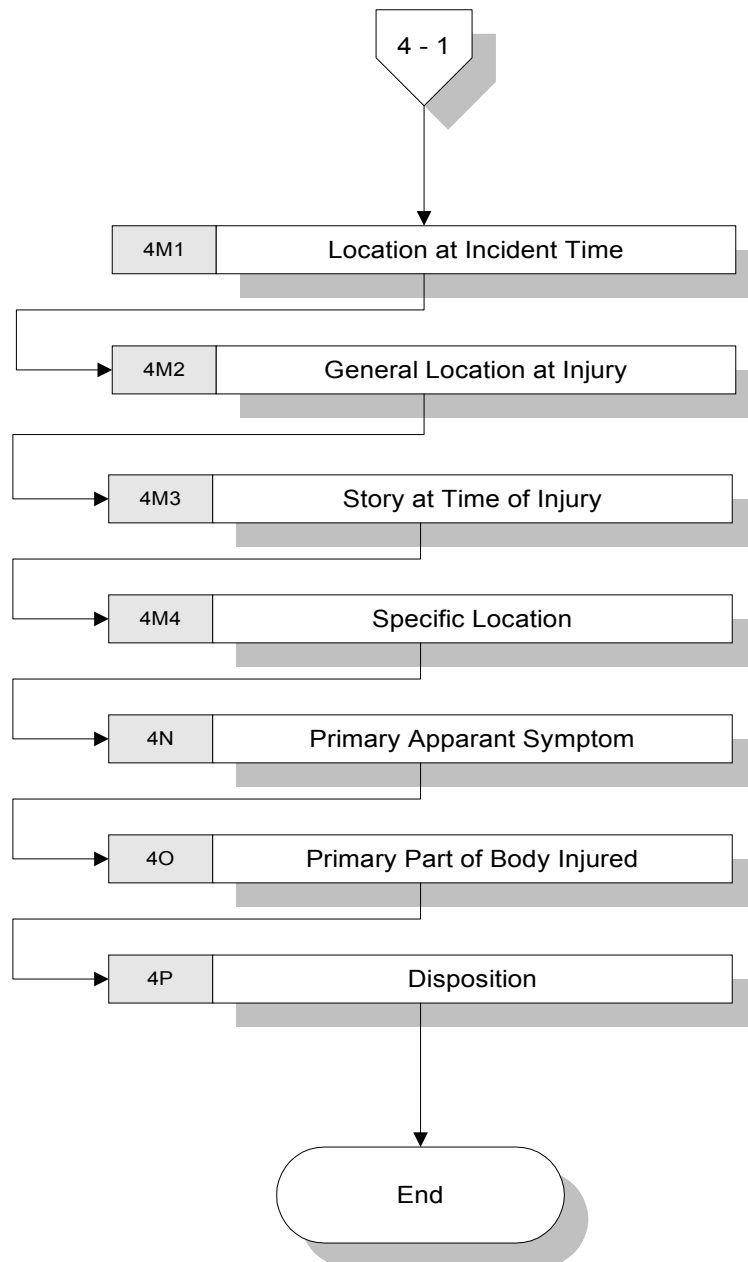 4 - 1
4M1 Location at Incident Time
4M2 General Location at Injury
4M3 Story at Time of Injury
4M4 Specific Location
4N Primary Apparant Symptom
4O Primary Part of Body Injured
4P Disposition
End